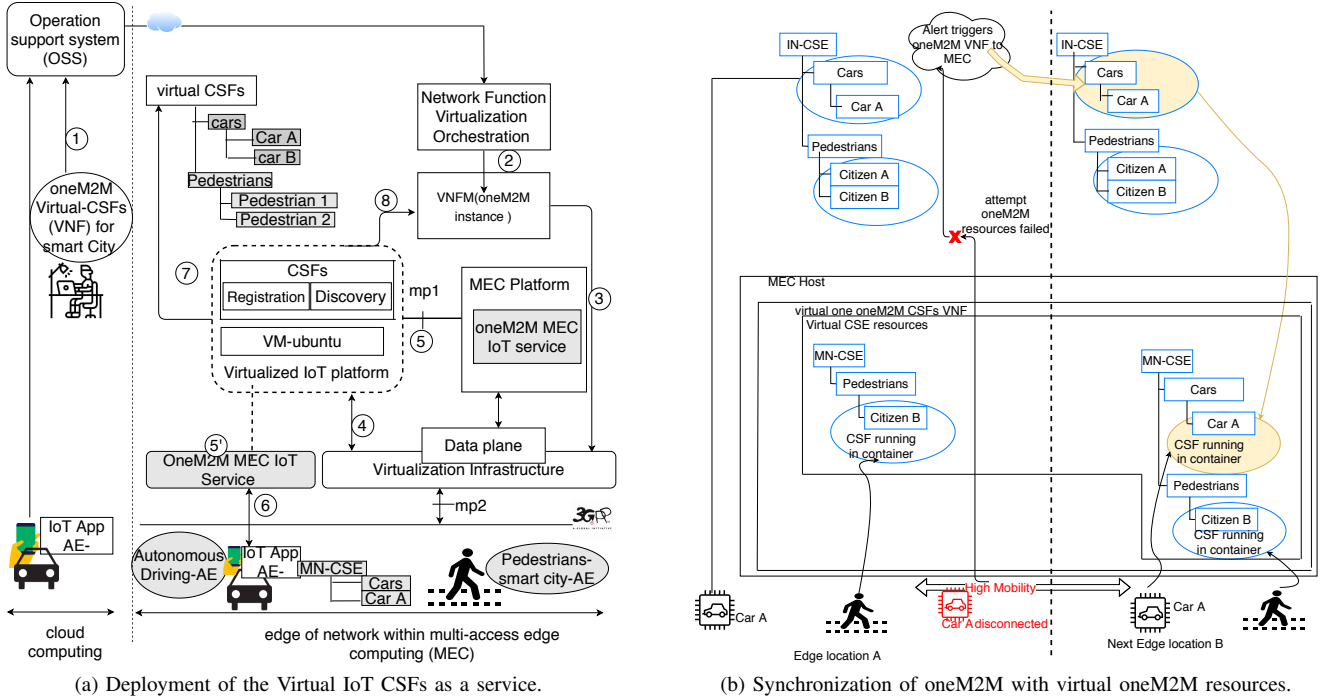 Operation
support system
(OSS)
1
oneM2M
Virtual-CSFs
(VNF) for
smart City
IoT App
AE-
cloud
computing
virtual CSFs
cars
Car A
car B
Pedestrians
Pedestrian 1
Pedestrian 2
Network Function
Virtualization
Orchestration
2
VNFM(oneM2M
instance )
8
7
CSFs
Registration
Discovery
VM-ubuntu
Virtualized IoT platform
mp1
5
MEC Platform
oneM2M MEC
IoT service
3
4
5'
Data plane
OneM2M MEC IoT
Service
Virtualization Infrastructure
6
mp2
3GPP
A GLOBAL INITIATIVE
Autonomous
Driving-AE
IoT App
AE-
MN-CSE
Cars
Car A
Pedestrians-
smart city-AE
edge of network within multi-access edge
computing (MEC)
(a) Deployment of the Virtual IoT CSFs as a service.
IN-CSE
Cars
Car A
Pedestrians
Citizen A
Citizen B
Alert triggers
oneM2M VNF to
MEC
IN-CSE
Cars
Car A
Pedestrians
Citizen A
Citizen B
attempt
oneM2M
resources failed
X
MEC Host
virtual one oneM2M CSFs VNF
Virtual CSE resources
MN-CSE
Pedestrians
Citizen B
CSF running
in container
MN-CSE
Cars
Car A
CSF running
in container
Pedestrians
Citizen B
CSF running
in container
Car A
High Mobility
Car A disconnected
Car A
Edge location A
Next Edge location B
(b) Synchronization of oneM2M with virtual oneM2M resources.